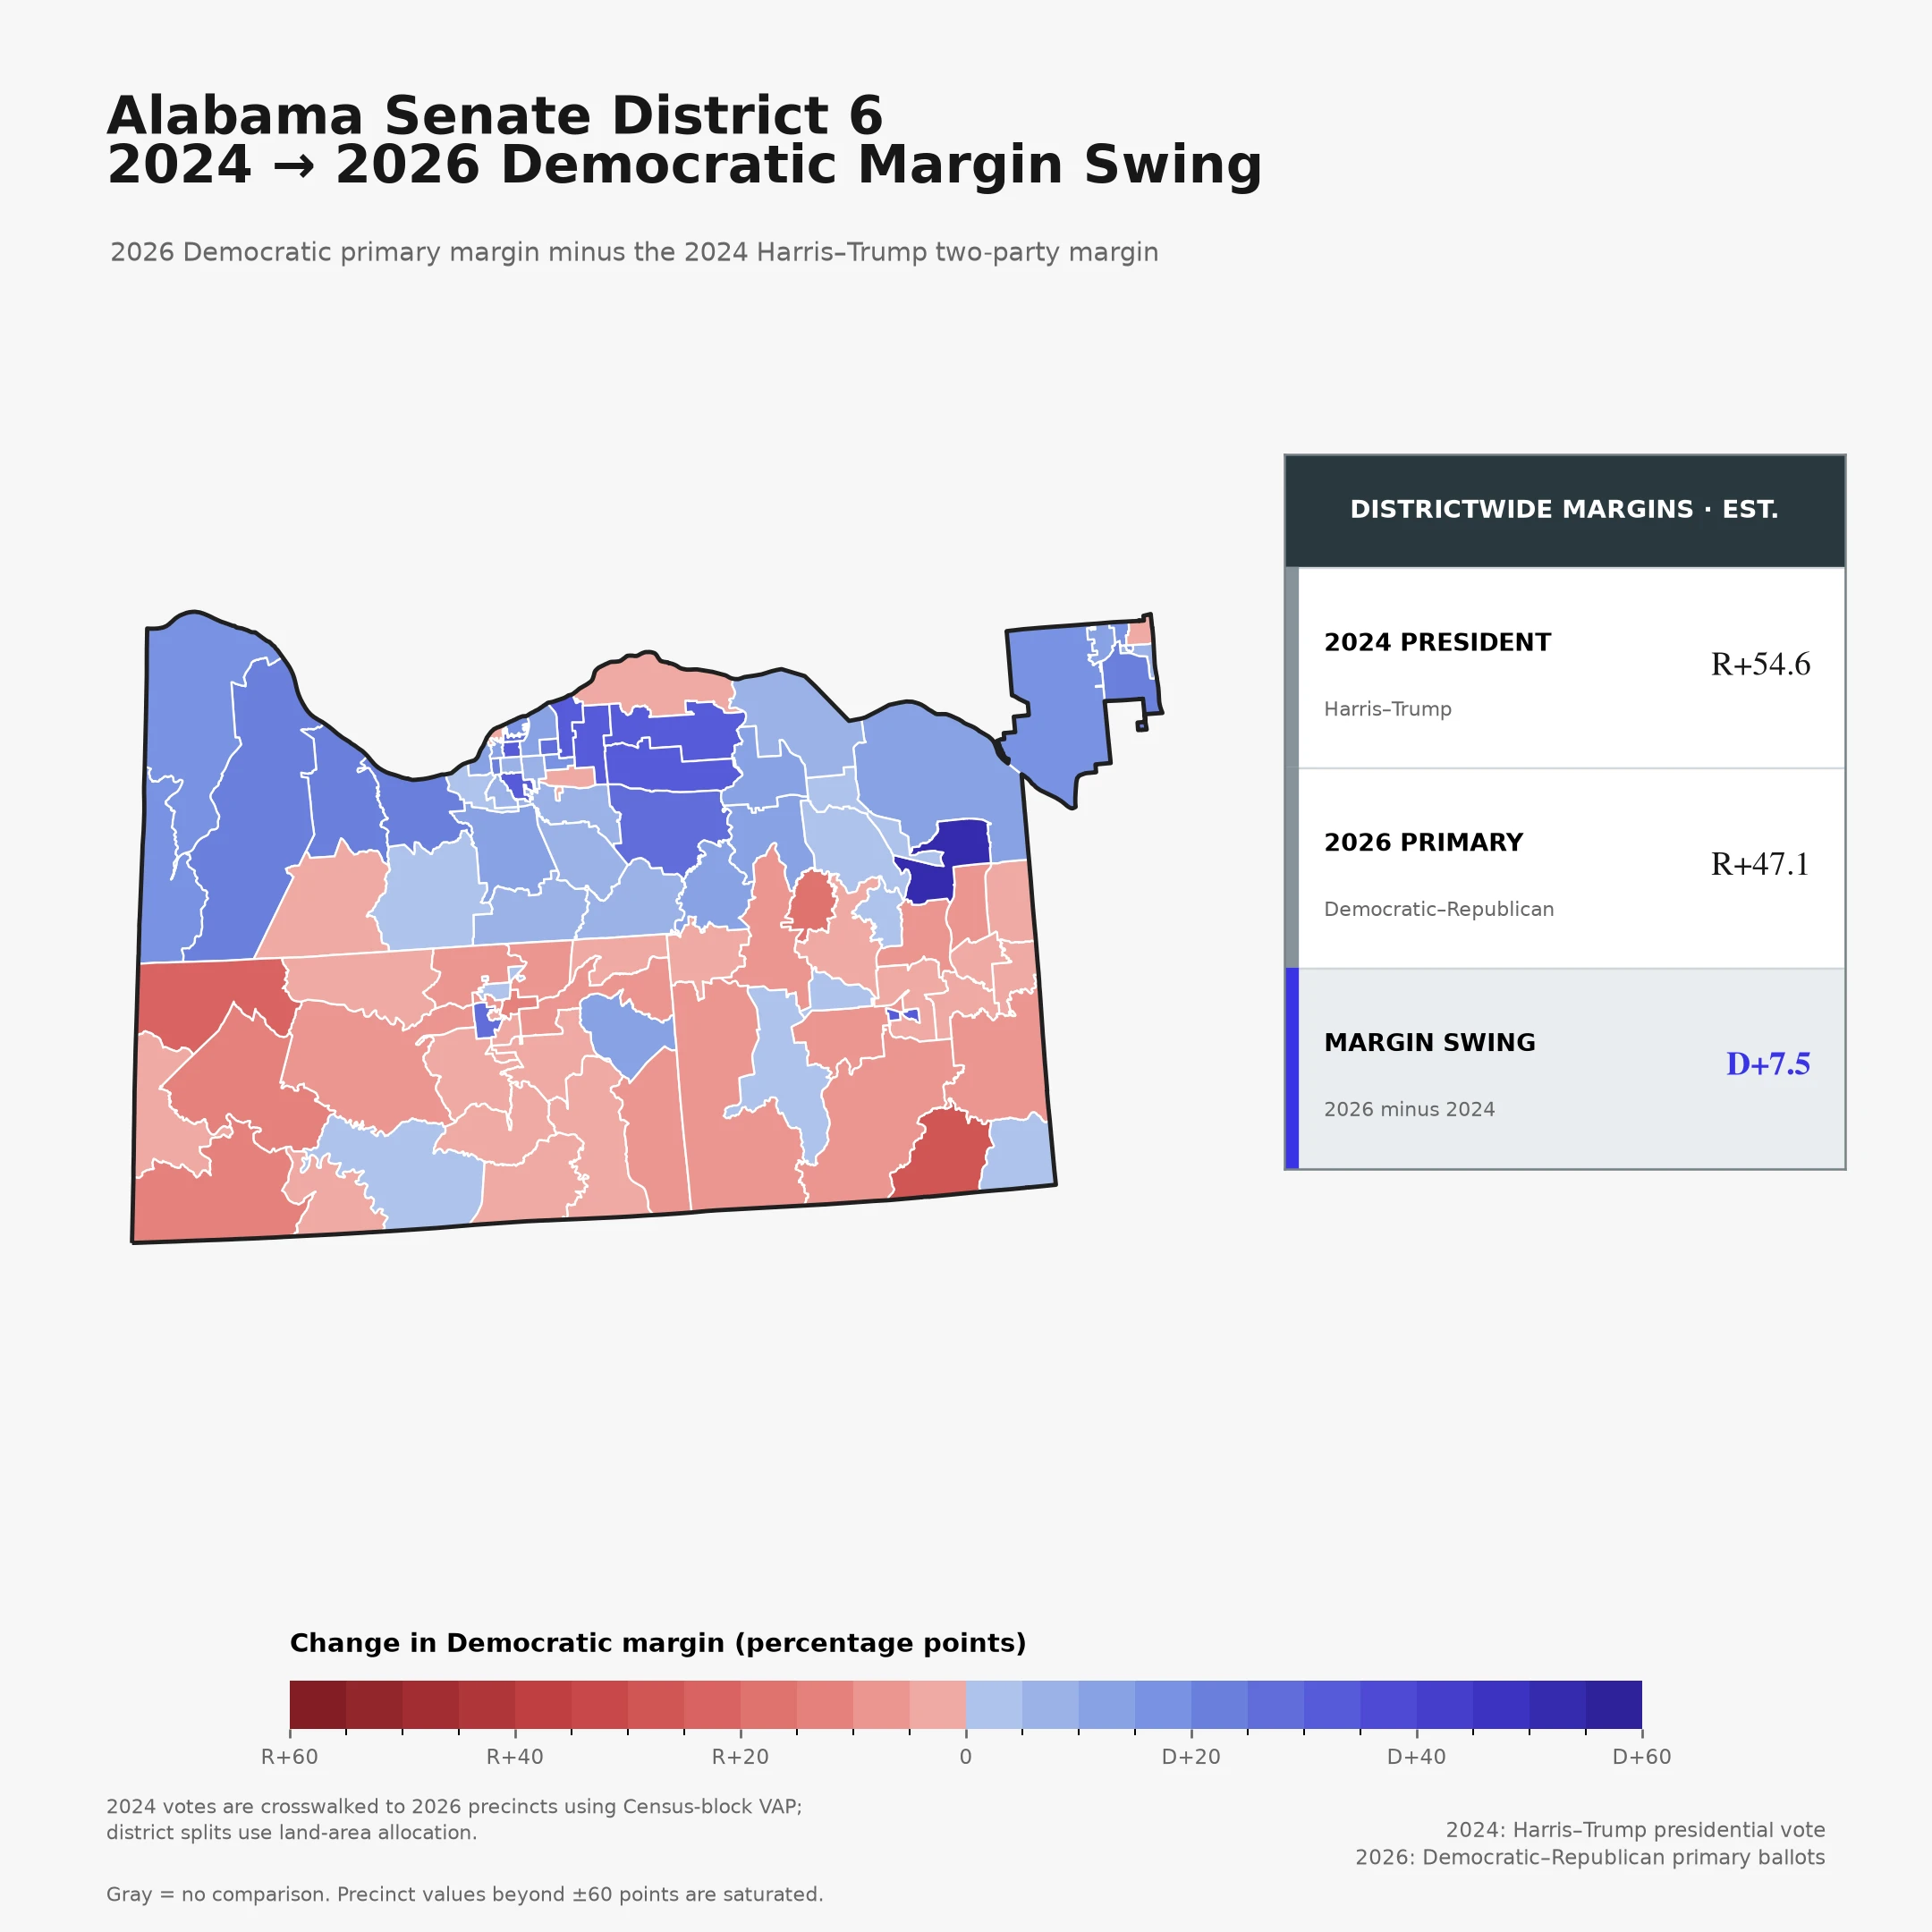 Alabama Senate District 6
2024 → 2026 Democratic Margin Swing
2026 Democratic primary margin minus the 2024 Harris–Trump two-party margin
DISTRICTWIDE MARGINS · EST.
2024 PRESIDENT
R+54.6
Harris–Trump
2026 PRIMARY
R+47.1
Democratic–Republican
MARGIN SWING
D+7.5
2026 minus 2024
Change in Democratic margin (percentage points)
R+60 R+40 R+20 0 D+20 D+40 D+60
2024 votes are crosswalked to 2026 precincts using Census-block VAP;
district splits use land-area allocation.
Gray = no comparison. Precinct values beyond ±60 points are saturated.
2024: Harris–Trump presidential vote
2026: Democratic–Republican primary ballots